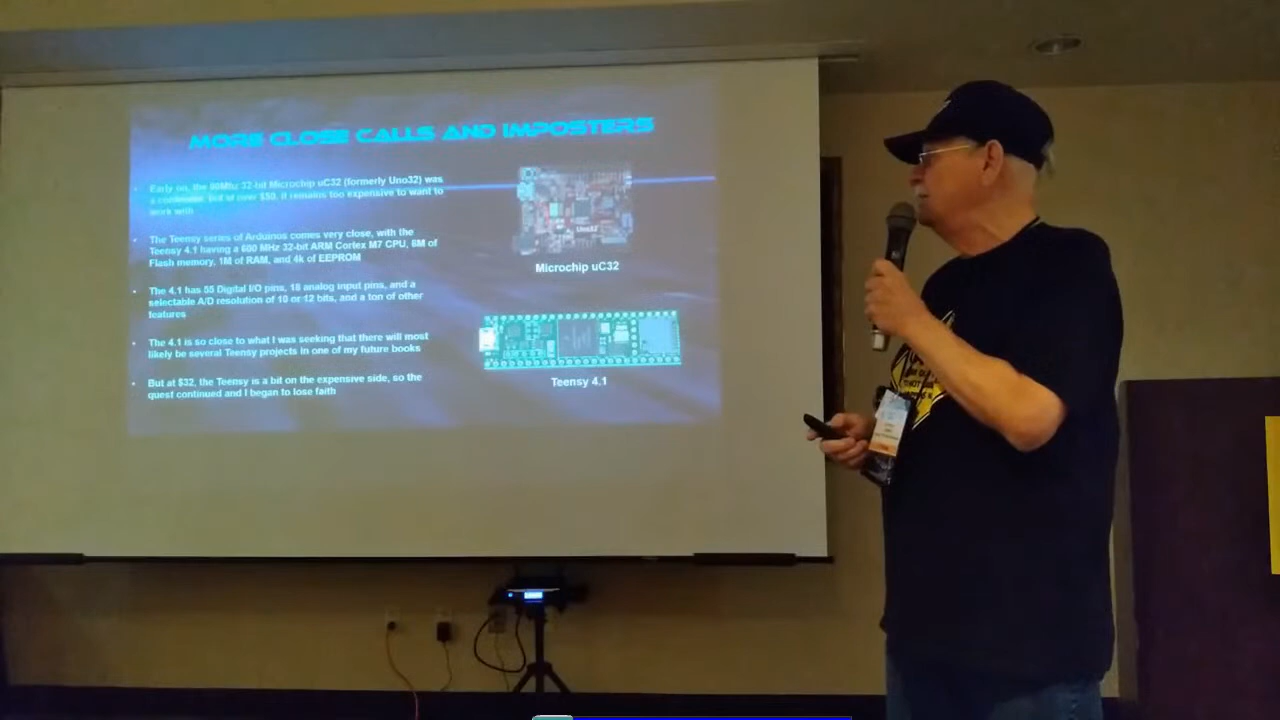 MORE CLOSE CALLS AND IMPOSTERS
Early on, the 80Mhz 32-bit Microchip uC32 (formerly Uno32) was
a contender, but at over $50, it remains too expensive to want to
work with
The Teensy series of Arduinos comes very close, with the
Teensy 4.1 having a 600 MHz 32-bit ARM Cortex M7 CPU, 8M of
Flash memory, 1M of RAM, and 4k of EEPROM
The 4.1 has 55 Digital I/O pins, 18 analog input pins, and a
selectable A/D resolution of 10 or 12 bits, and a ton of other
features
The 4.1 is so close to what I was seeking that there will most
likely be several Teensy projects in one of my future books
But at $32, the Teensy is a bit on the expensive side, so the
quest continued and I began to lose faith
Uno32
Microchip uC32
Teensy 4.1